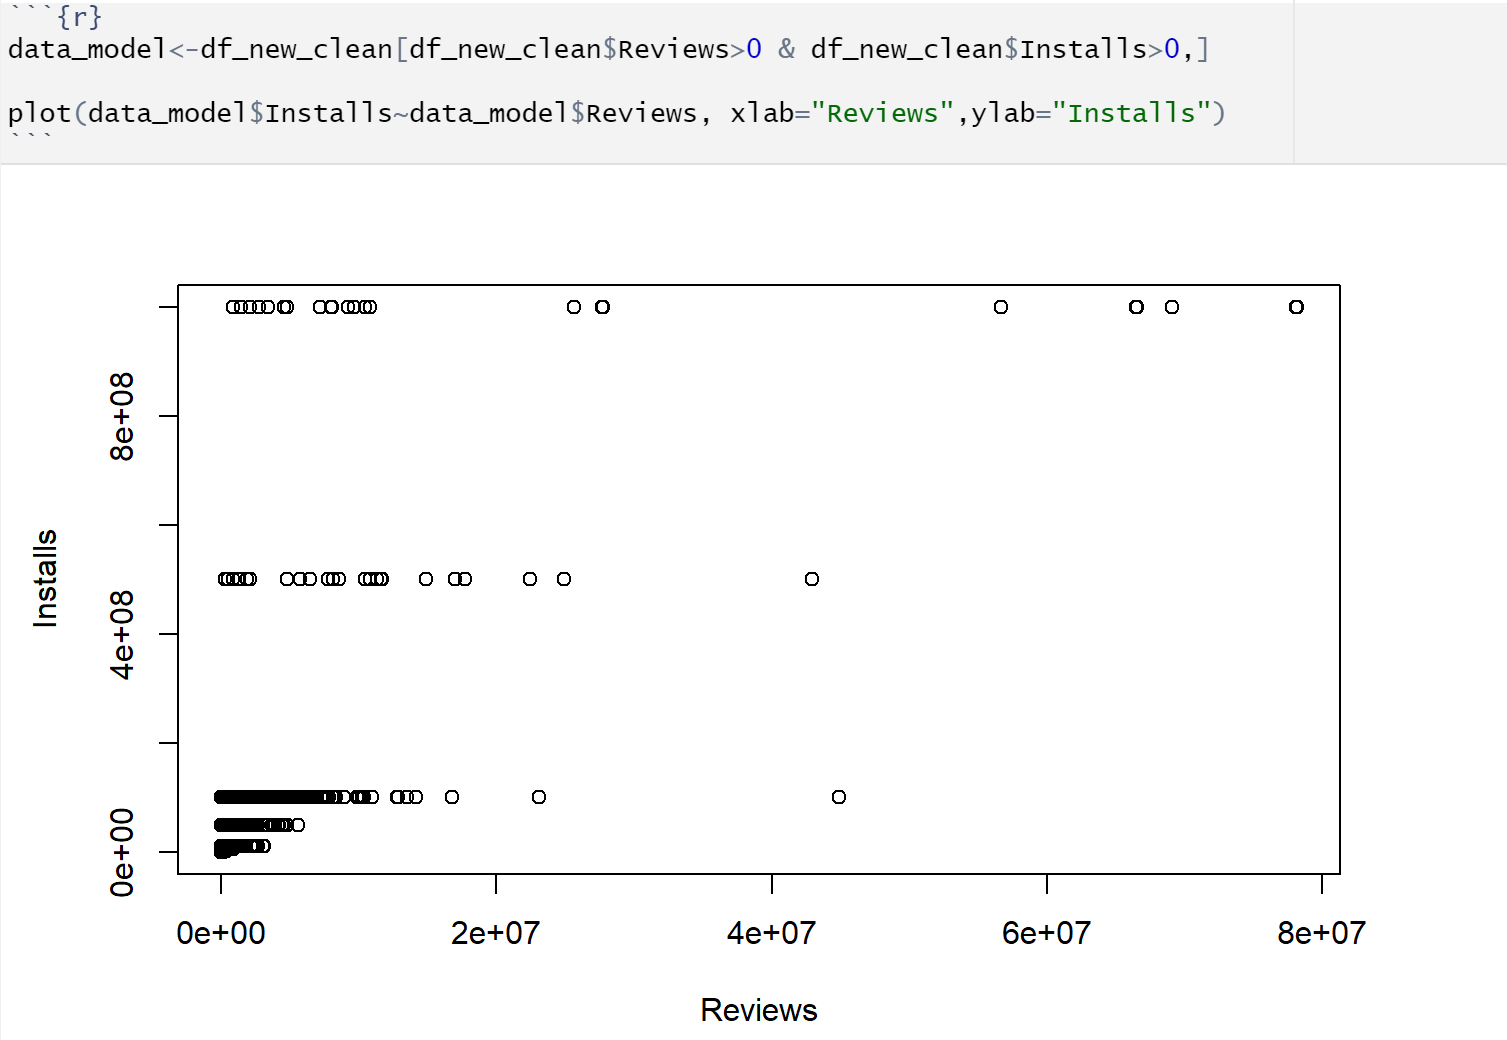 ```{r}
data_model<-df_new_clean[df_new_clean$Reviews>0 & df_new_clean$Installs>0,]
plot(data_model$Installs~data_model$Reviews, xlab="Reviews",ylab="Installs")
```
8e+08
4e+08
0e+00
Installs
0e+00 2e+07 4e+07 6e+07 8e+07
Reviews